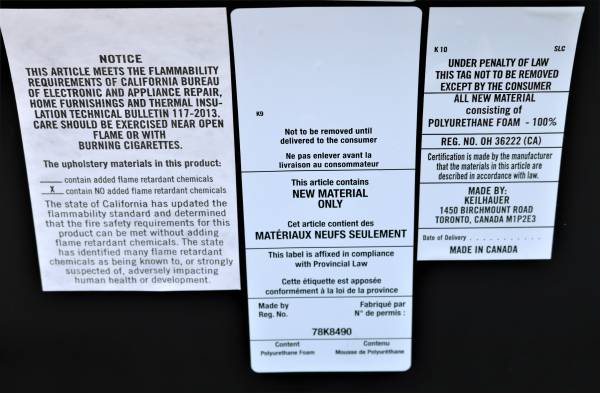 NOTICE
THIS ARTICLE MEETS THE FLAMMABILITY
REQUIREMENTS OF CALIFORNIA BUREAU
OF ELECTRONIC AND APPLIANCE REPAIR,
HOME FURNISHINGS AND THERMAL INSU-
LATION TECHNICAL BULLETIN 117-2013.
CARE SHOULD BE EXERCISED NEAR OPEN
FLAME OR WITH
BURNING CIGARETTES.
The upholstery materials in this product:
____ contain added flame retardant chemicals
__X__ contain NO added flame retardant chemicals
The state of California has updated the
flammability standard and determined
that the fire safety requirements for this
product can be met without adding
flame retardant chemicals. The state
has identified many flame retardant
chemicals as being known to, or strongly
suspected of, adversely impacting
human health or development.
K9
Not to be removed until
delivered to the consumer
Ne pas enlever avant la
livraison au consommateur
This article contains
NEW MATERIAL
ONLY
Cet article contient des
MATÉRIAUX NEUFS SEULEMENT
This label is affixed in compliance
with Provincial Law
Cette étiquette est apposée
conformément à la loi de la province
Made by Fabriqué par
Reg. No. N° de permis :
78K8490
Content Contenu
Polyurethane Foam Mousse de Polyuréthane
K 10 SLC
UNDER PENALTY OF LAW
THIS TAG NOT TO BE REMOVED
EXCEPT BY THE CONSUMER
ALL NEW MATERIAL
consisting of
POLYURETHANE FOAM - 100%
REG. NO. OH 36222 (CA)
Certification is made by the manufacturer
that the materials in this article are
described in accordance with law.
MADE BY:
KEILHAUER
1450 BIRCHMOUNT ROAD
TORONTO, CANADA M1P2E3
Date of Delivery . . . . . . . . . . .
MADE IN CANADA